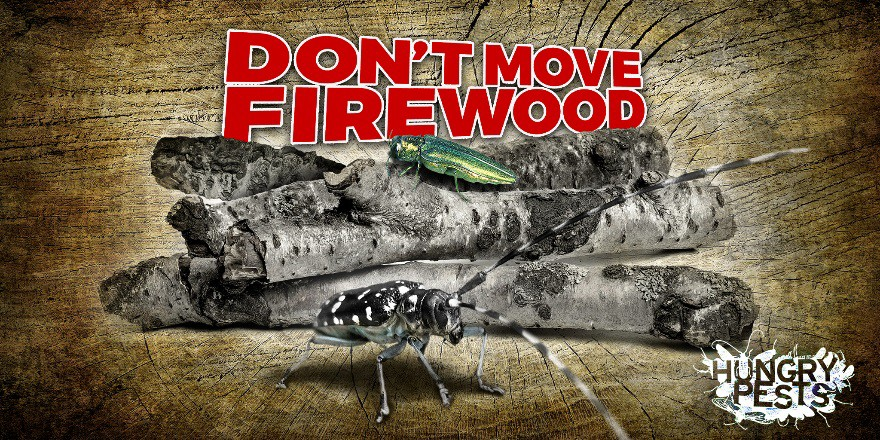 DON'T MOVE
FIREWOOD
HUNGRY
PESTS